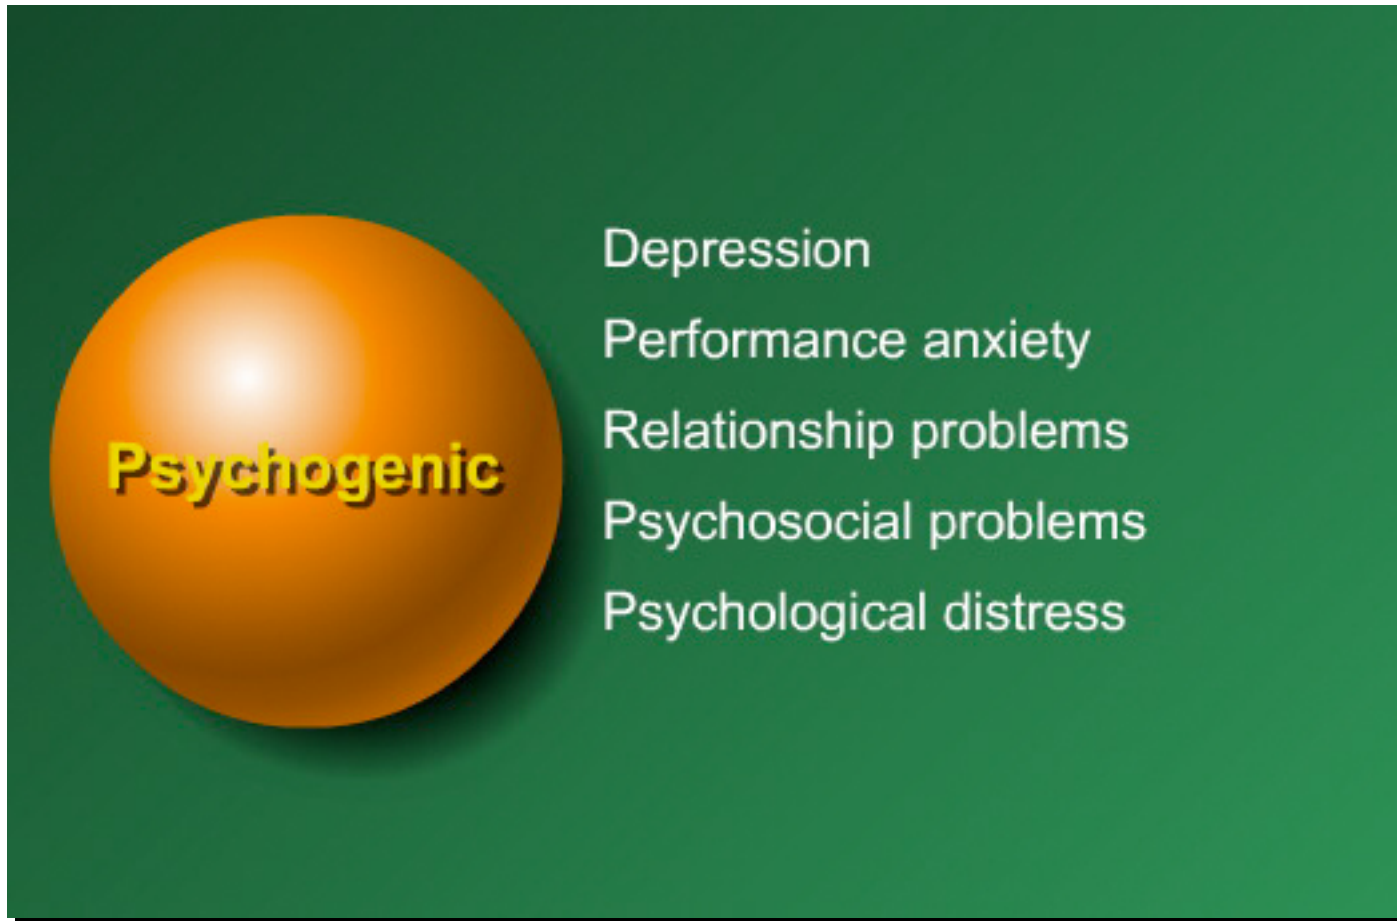 Depression
Performance anxiety
Relationship problems
Psychogenic
Psychosocial problems
Psychological distress